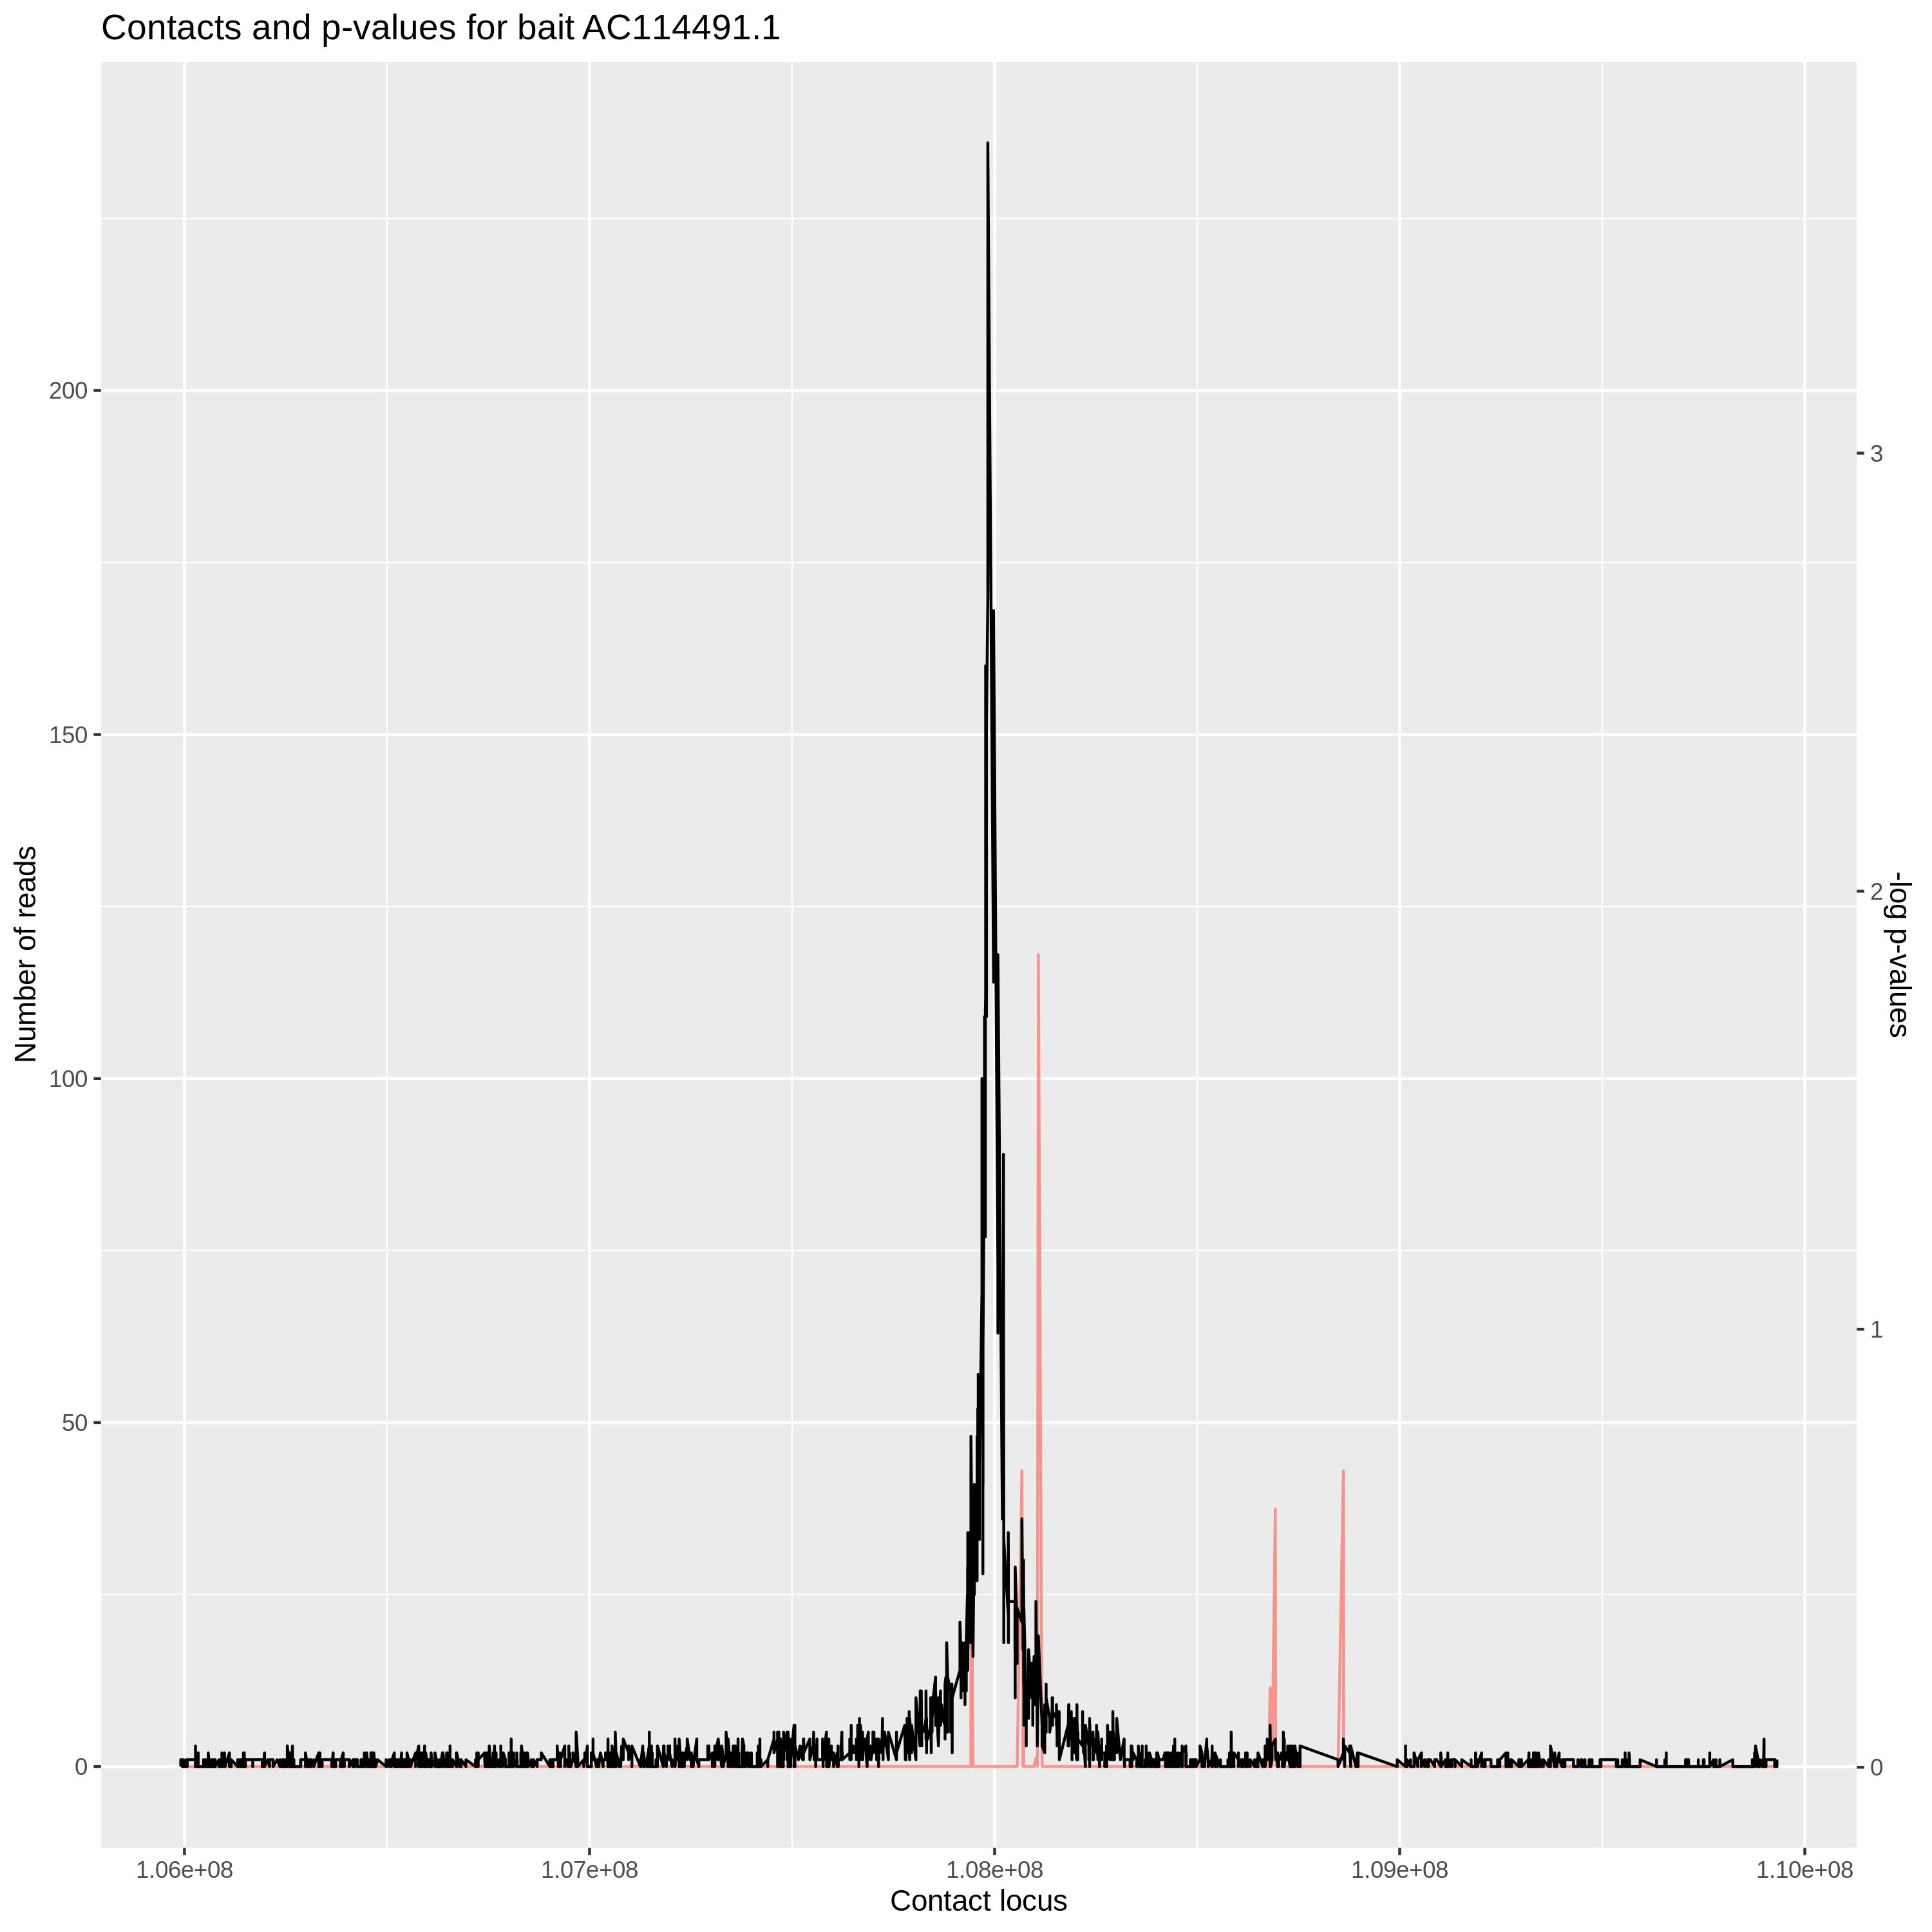 Contacts and p-values for bait AC114491.1
Number of reads
200
150
100
50
0
3
2
1
0
-log p-values
1.06e+08
1.07e+08
1.08e+08
1.09e+08
1.10e+08
Contact locus